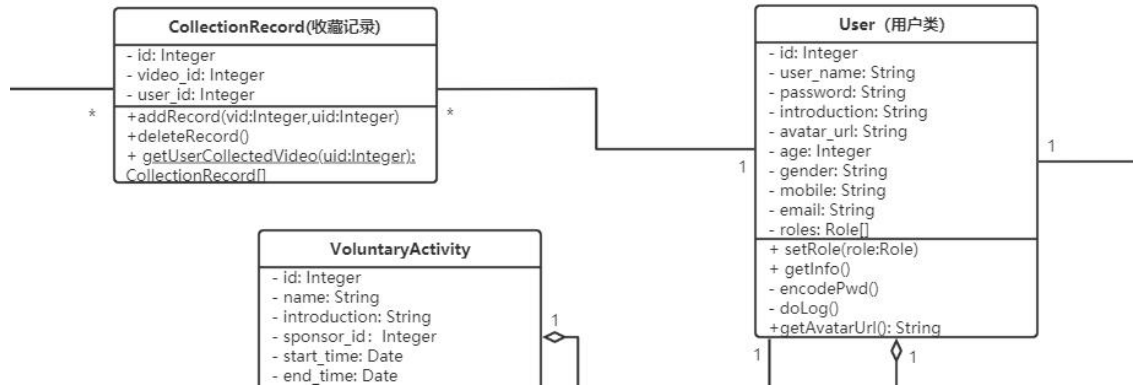 CollectionRecord(收藏记录)
- id: Integer
- video_id: Integer
- user_id: Integer
+addRecord(vid:Integer,uid:Integer)
+deleteRecord()
+ getUserCollectedVideo(uid:Integer):
CollectionRecord[]
*
*
User（用户类）
- id: Integer
- user_name: String
- password: String
- introduction: String
- avatar_url: String
- age: Integer
- gender: String
- mobile: String
- email: String
- roles: Role[]
+ setRole(role:Role)
+ getInfo()
- encodePwd()
- doLog()
+getAvatarUrl(): String
1
1
1
1
VoluntaryActivity
- id: Integer
- name: String
- introduction: String
- sponsor_id：Integer
- start_time: Date
- end_time: Date
1